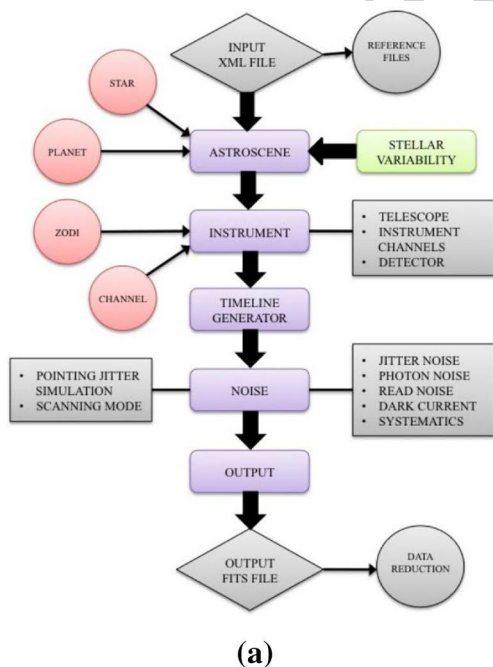 INPUT
XML FILE
REFERENCE
FILES
STAR
PLANET
ASTROSCENE
STELLAR
VARIABILITY
ZODI
INSTRUMENT
• TELESCOPE
• INSTRUMENT
CHANNELS
• DETECTOR
CHANNEL
TIMELINE
GENERATOR
• POINTING JITTER
SIMULATION
• SCANNING MODE
NOISE
• JITTER NOISE
• PHOTON NOISE
• READ NOISE
• DARK CURRENT
• SYSTEMATICS
OUTPUT
OUTPUT
FITS FILE
DATA
REDUCTION
(a)